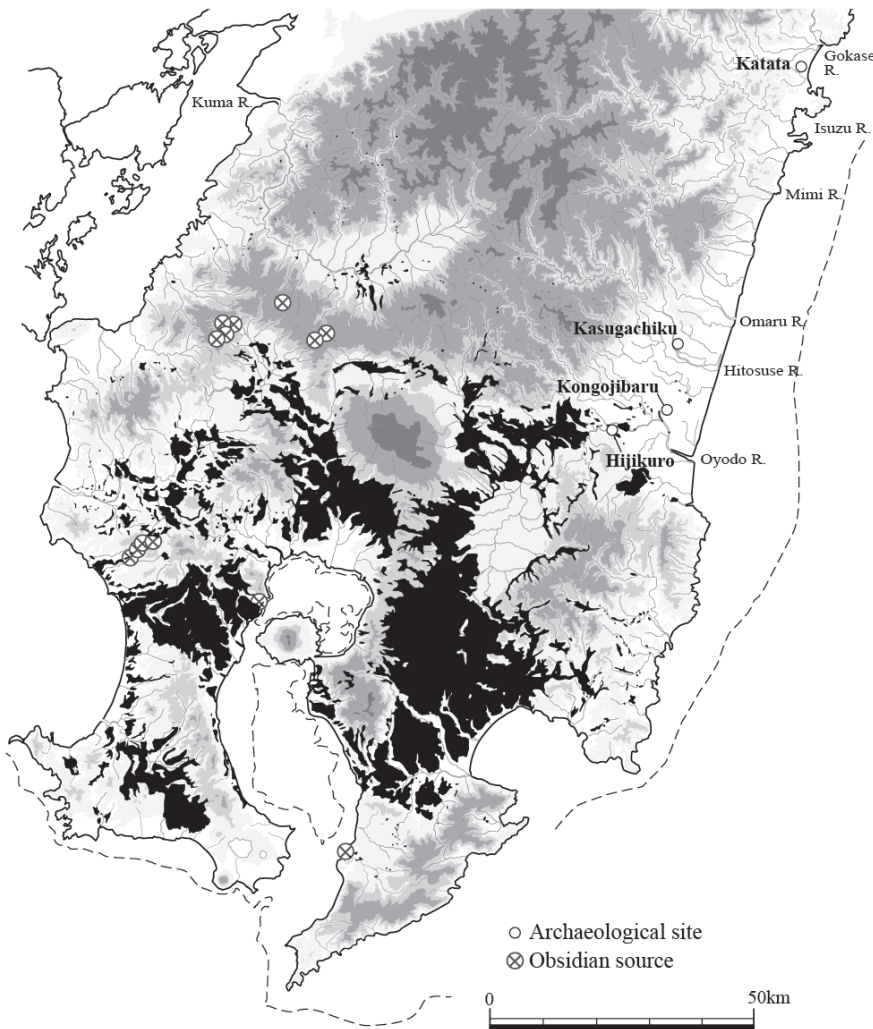 Katata
Gokase
R.
Kuma R.
Isuzu R.
Mimi R.
Omaru R.
Kasugachiku
Hitosuse R.
Kongojibaru
Hijikuro
Oyodo R.
Archaeological site
Obsidian source
0
50km